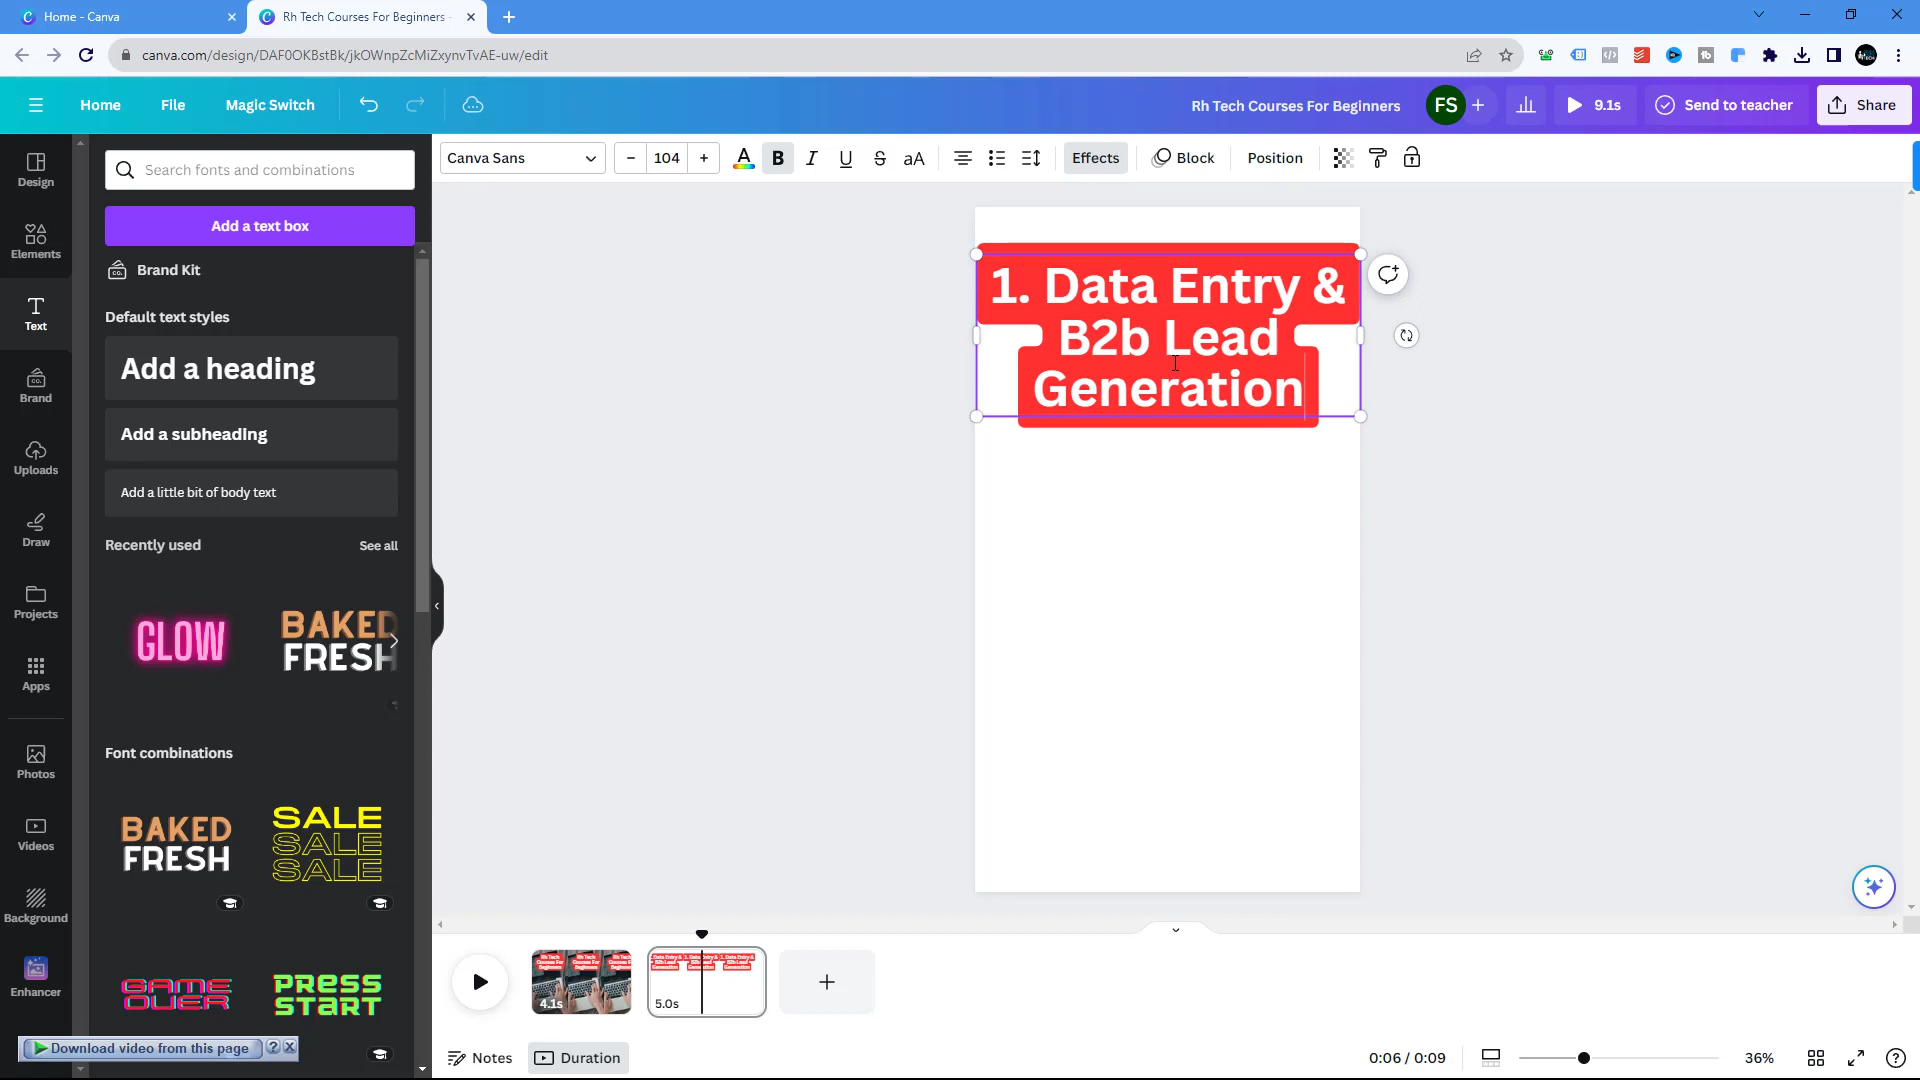 Home - Canva
Rh Tech Courses For Beginners -
canva.com/design/DAF0OKBstBk/jkOWnpZcMiZxynvTvAE-uw/edit
Home
File
Magic Switch
Rh Tech Courses For Beginners
FS
9.1s
Send to teacher
Share
Design
Elements
Text
Brand
Uploads
Draw
Projects
Apps
Photos
Videos
Background
Enhancer
Search fonts and combinations
Add a text box
Brand Kit
Default text styles
Add a heading
Add a subheading
Add a little bit of body text
Recently used
See all
GLOW
BAKED
FRESH
Font combinations
BAKED
FRESH
SALE
SALE
SALE
GAME
OVER
PRESS
START
Download video from this page
Canva Sans
104
A
B
I
U
S
aA
Effects
Block
Position
1. Data Entry &
B2b Lead
Generation
4.1s
5.0s
Notes
Duration
0:06 / 0:09
36%